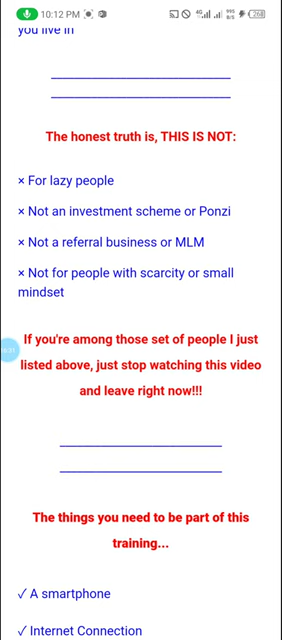 10:12 PM
4G
995
B/S
268
you live in
The honest truth is, THIS IS NOT:
× For lazy people
× Not an investment scheme or Ponzi
× Not a referral business or MLM
× Not for people with scarcity or small
mindset
If you're among those set of people I just
listed above, just stop watching this video
and leave right now!!!
The things you need to be part of this
training...
✓ A smartphone
✓ Internet Connection